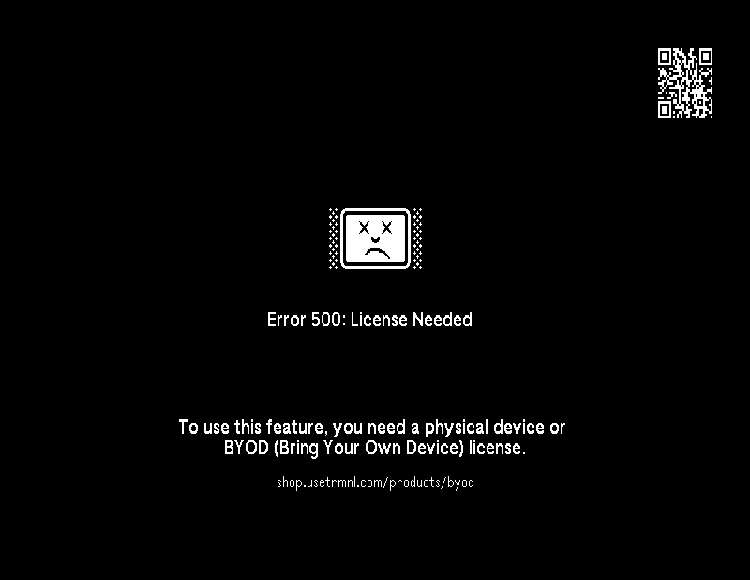 Error 500: License Needed
To use this feature, you need a physical device or
BYOD (Bring Your Own Device) license.
shop.usetrmnl.com/products/byod